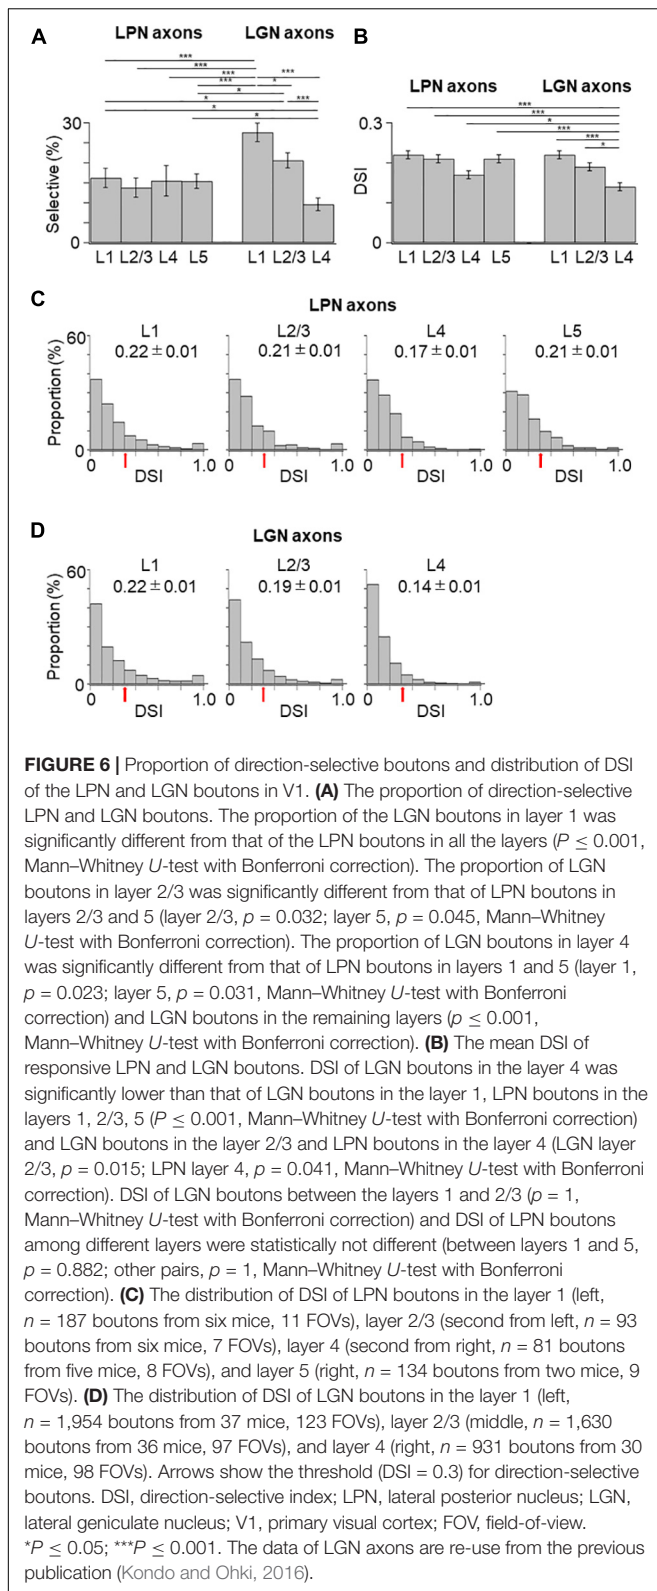 A
LPN axons
LGN axons
***
***
*** ***
*** *
*
* ***
*
*
Selective (%)
30
0
L1 L2/3 L4 L5
L1 L2/3 L4
B
LPN axons
LGN axons
***
***
*
***
***
*
DSI
0.3
0
L1 L2/3 L4 L5
L1 L2/3 L4
C
LPN axons
Proportion (%)
60
0
L1
0.22 ± 0.01
0 1.0
DSI
L2/3
0.21 ± 0.01
0 1.0
DSI
L4
0.17 ± 0.01
0 1.0
DSI
L5
0.21 ± 0.01
0 1.0
DSI
D
LGN axons
Proportion (%)
60
0
L1
0.22 ± 0.01
0 1.0
DSI
L2/3
0.19 ± 0.01
0 1.0
DSI
L4
0.14 ± 0.01
0 1.0
DSI
FIGURE 6 | Proportion of direction-selective boutons and distribution of DSI
of the LPN and LGN boutons in V1. (A) The proportion of direction-selective
LPN and LGN boutons. The proportion of the LGN boutons in layer 1 was
significantly different from that of the LPN boutons in all the layers (P ≤ 0.001,
Mann–Whitney U-test with Bonferroni correction). The proportion of LGN
boutons in layer 2/3 was significantly different from that of LPN boutons in
layers 2/3 and 5 (layer 2/3, p = 0.032; layer 5, p = 0.045, Mann–Whitney
U-test with Bonferroni correction). The proportion of LGN boutons in layer 4
was significantly different from that of LPN boutons in layers 1 and 5 (layer 1,
p = 0.023; layer 5, p = 0.031, Mann–Whitney U-test with Bonferroni
correction) and LGN boutons in the remaining layers (p ≤ 0.001,
Mann–Whitney U-test with Bonferroni correction). (B) The mean DSI of
responsive LPN and LGN boutons. DSI of LGN boutons in the layer 4 was
significantly lower than that of LGN boutons in the layer 1, LPN boutons in the
layers 1, 2/3, 5 (P ≤ 0.001, Mann–Whitney U-test with Bonferroni correction)
and LGN boutons in the layer 2/3 and LPN boutons in the layer 4 (LGN layer
2/3, p = 0.015; LPN layer 4, p = 0.041, Mann–Whitney U-test with Bonferroni
correction). DSI of LGN boutons between the layers 1 and 2/3 (p = 1,
Mann–Whitney U-test with Bonferroni correction) and DSI of LPN boutons
among different layers were statistically not different (between layers 1 and 5,
p = 0.882; other pairs, p = 1, Mann–Whitney U-test with Bonferroni
correction). (C) The distribution of DSI of LPN boutons in the layer 1 (left,
n = 187 boutons from six mice, 11 FOVs), layer 2/3 (second from left, n = 93
boutons from six mice, 7 FOVs), layer 4 (second from right, n = 81 boutons
from five mice, 8 FOVs), and layer 5 (right, n = 134 boutons from two mice, 9
FOVs). (D) The distribution of DSI of LGN boutons in the layer 1 (left,
n = 1,954 boutons from 37 mice, 123 FOVs), layer 2/3 (middle, n = 1,630
boutons from 36 mice, 97 FOVs), and layer 4 (right, n = 931 boutons from 30
mice, 98 FOVs). Arrows show the threshold (DSI = 0.3) for direction-selective
boutons. DSI, direction-selective index; LPN, lateral posterior nucleus; LGN,
lateral geniculate nucleus; V1, primary visual cortex; FOV, field-of-view.
*P ≤ 0.05; ***P ≤ 0.001. The data of LGN axons are re-use from the previous
publication (Kondo and Ohki, 2016).